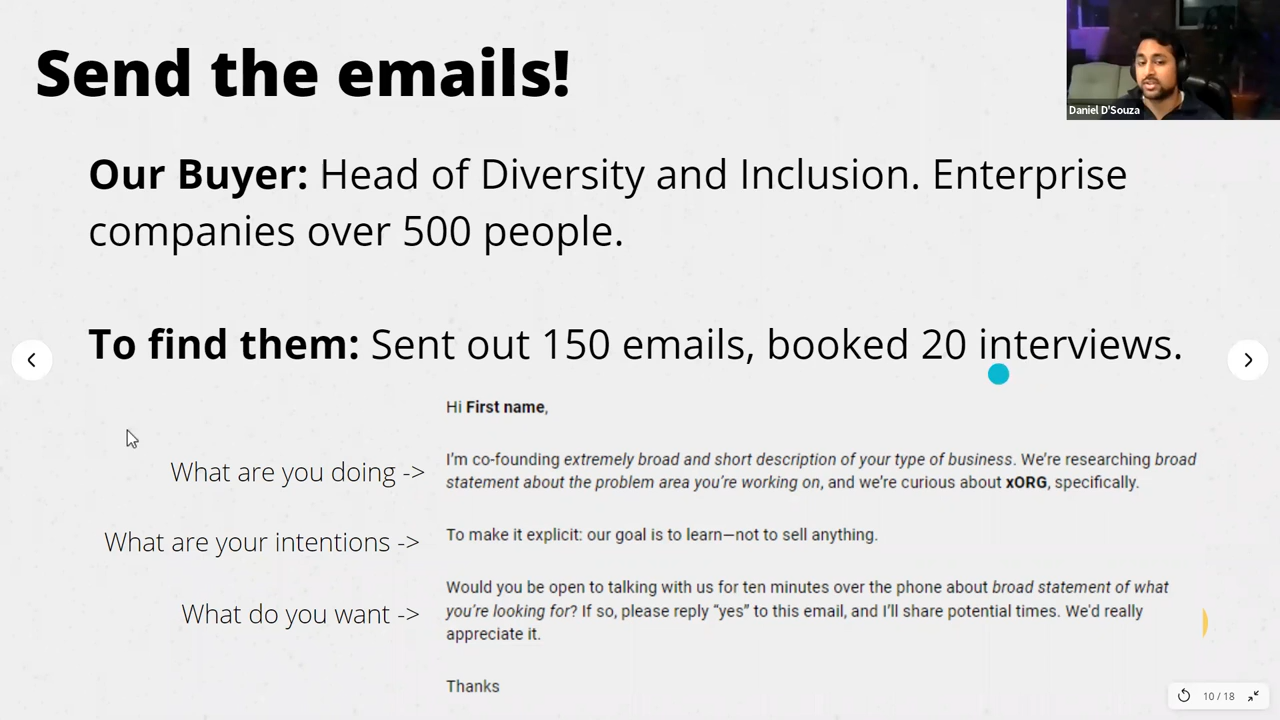 Send the emails!
Daniel D'Souza
Our Buyer: Head of Diversity and Inclusion. Enterprise
companies over 500 people.
To find them: Sent out 150 emails, booked 20 interviews.
Hi First name,
What are you doing ->
I'm co-founding extremely broad and short description of your type of business. We're researching broad
statement about the problem area you're working on, and we're curious about xORG, specifically.
What are your intentions ->
To make it explicit: our goal is to learn—not to sell anything.
What do you want ->
Would you be open to talking with us for ten minutes over the phone about broad statement of what
you're looking for? If so, please reply "yes" to this email, and I'll share potential times. We'd really
appreciate it.
Thanks
10 / 18